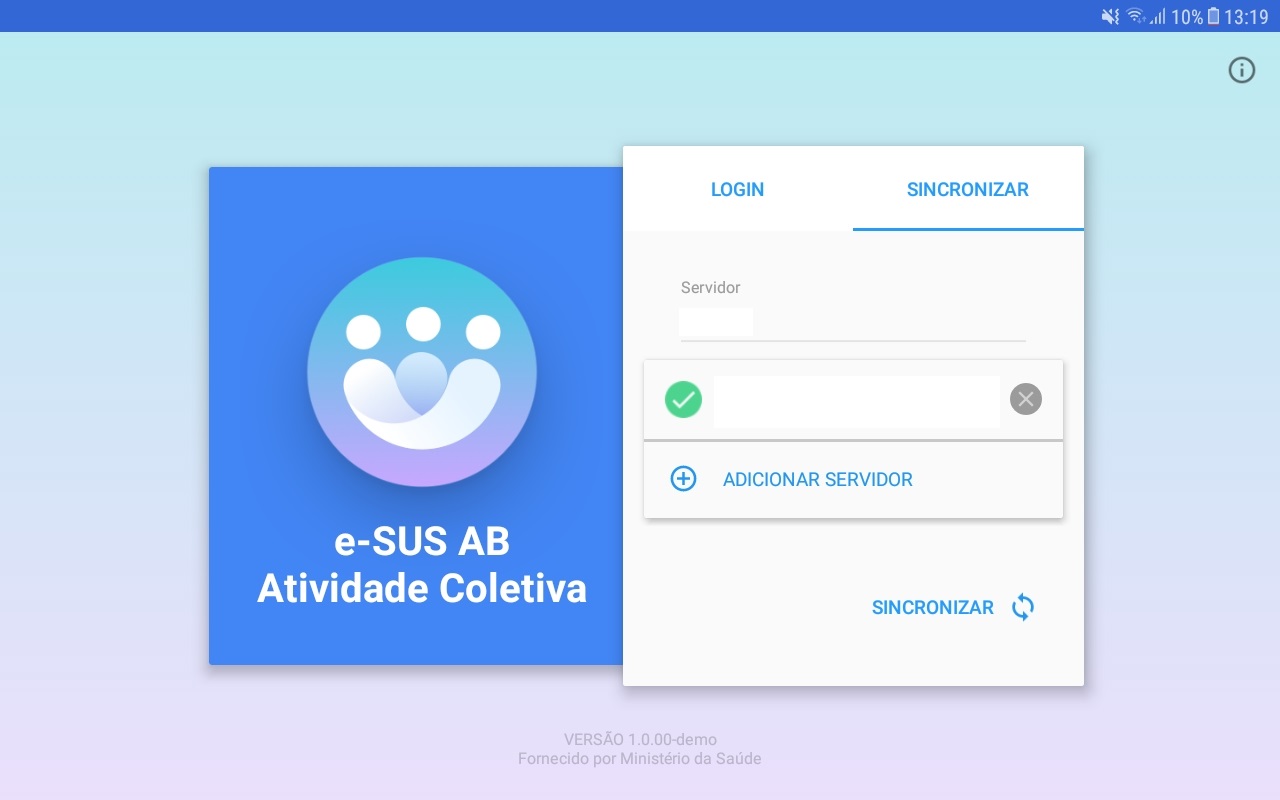 10% 13:19
LOGIN
SINCRONIZAR
Servidor
ADICIONAR SERVIDOR
SINCRONIZAR
e-SUS AB
Atividade Coletiva
VERSÃO 1.0.00-demo
Fornecido por Ministério da Saúde